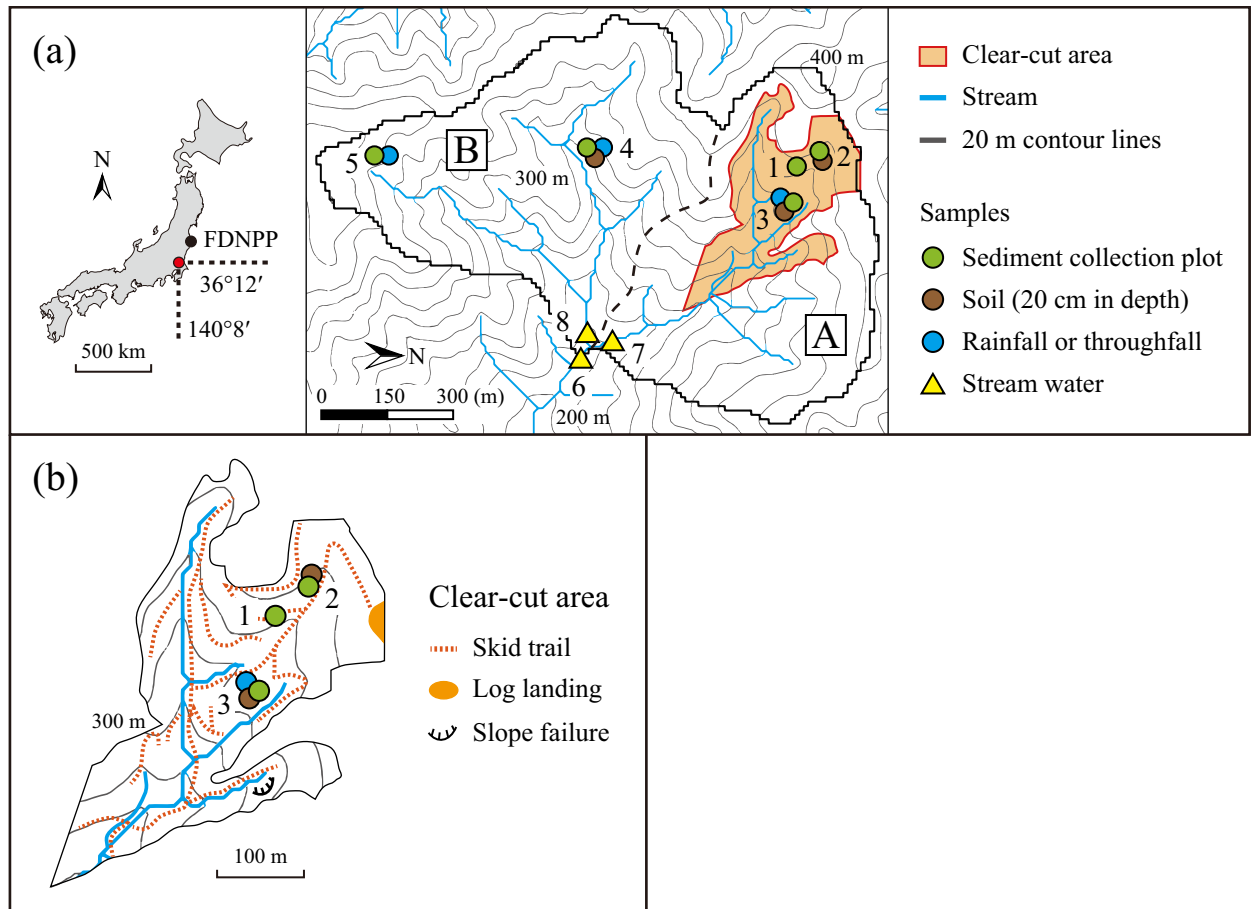 (a)
N
FDNPP
36°12′
140°8′
500 km
400 m
B
5
4
300 m
1
2
3
A
8
7
6
N
0 150 300 (m)
200 m
Clear-cut area
Stream
20 m contour lines
Samples
Sediment collection plot
Soil (20 cm in depth)
Rainfall or throughfall
Stream water
(b)
1
2
3
300 m
100 m
Clear-cut area
Skid trail
Log landing
Slope failure